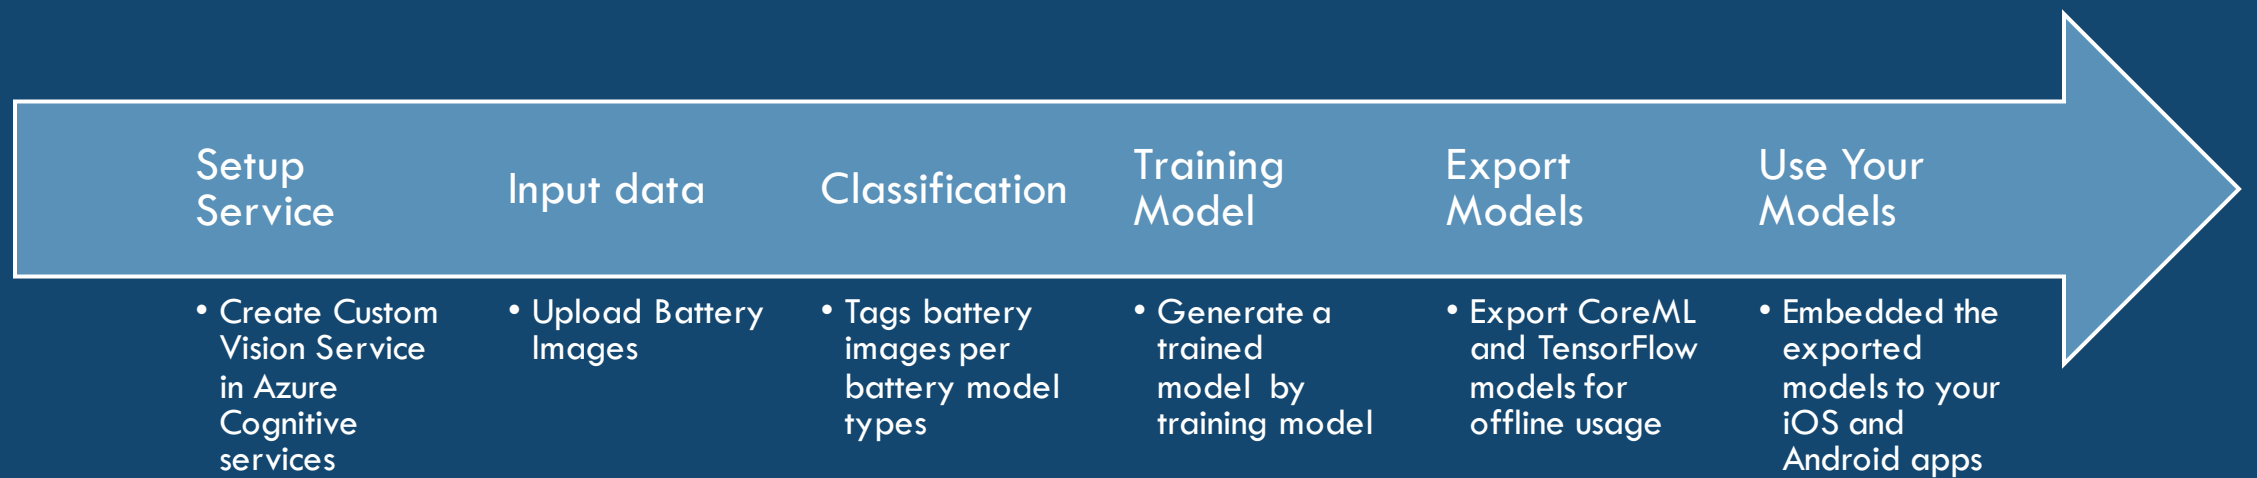 Setup
Service
Input data
Classification
Training
Model
Export
Models
Use Your
Models
• Create Custom
Vision Service
in Azure
Cognitive
services
• Upload Battery
Images
• Tags battery
images per
battery model
types
• Generate a
trained
model by
training model
• Export CoreML
and TensorFlow
models for
offline usage
• Embedded the
exported
models to your
iOS and
Android apps